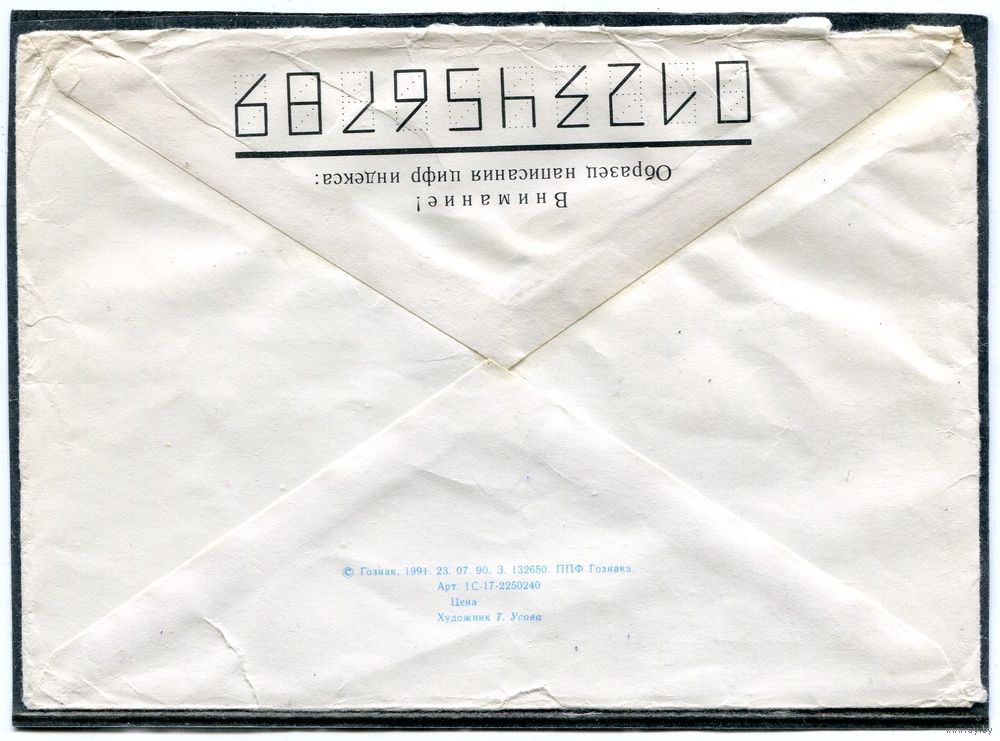 Внимание!
Образец написания цифр индекса:
0123456789
© Гознак, 1991. 23. 07. 90. З. 132650. ППФ Гознака.
Арт. 1С-17-2250240
Цена
Художник Т. Усова